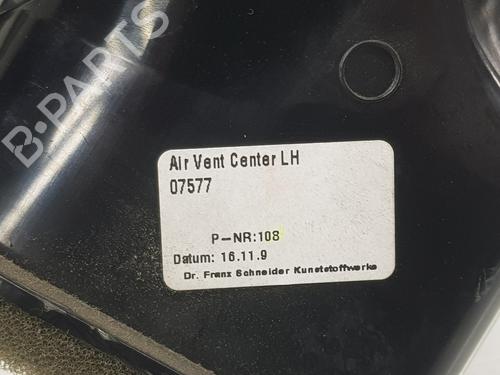 B-PARTS
Air Vent Center LH
07577
P-NR:108
Datum: 16.11.9
Dr. Franz Schneider Kunststoffwerke